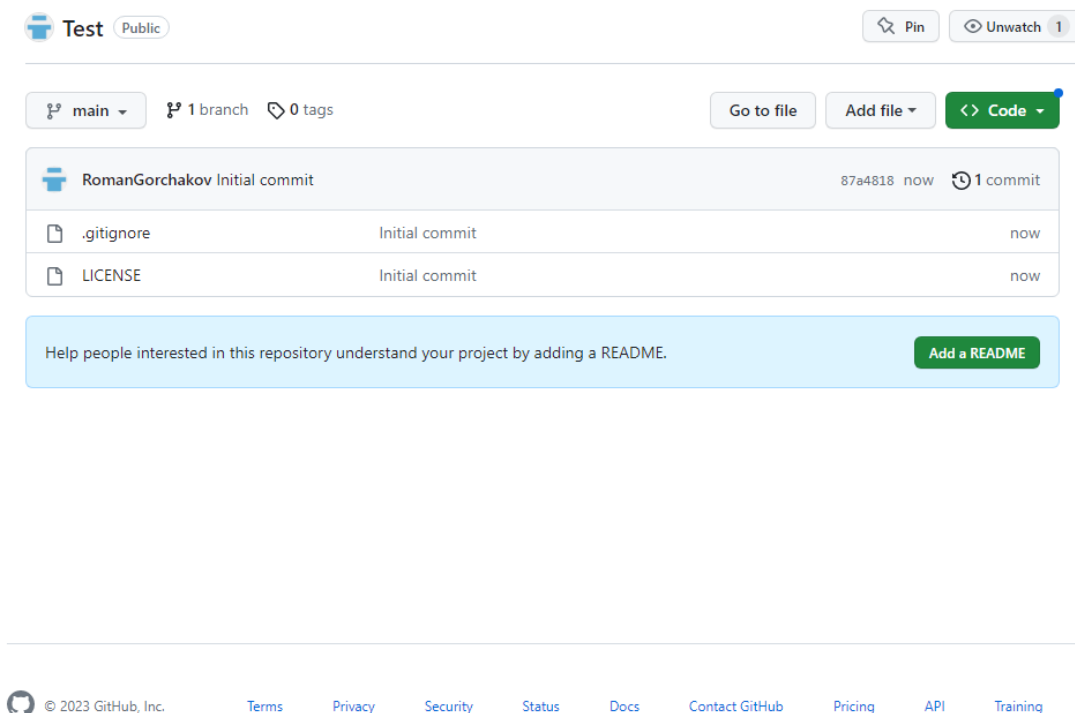 Test Public Pin Unwatch 1
main 1 branch 0 tags Go to file Add file Code
RomanGorchakov Initial commit 87a4818 now 1 commit
.gitignore Initial commit now
LICENSE Initial commit now
Help people interested in this repository understand your project by adding a README. Add a README
© 2023 GitHub, Inc. Terms Privacy Security Status Docs Contact GitHub Pricing API Training